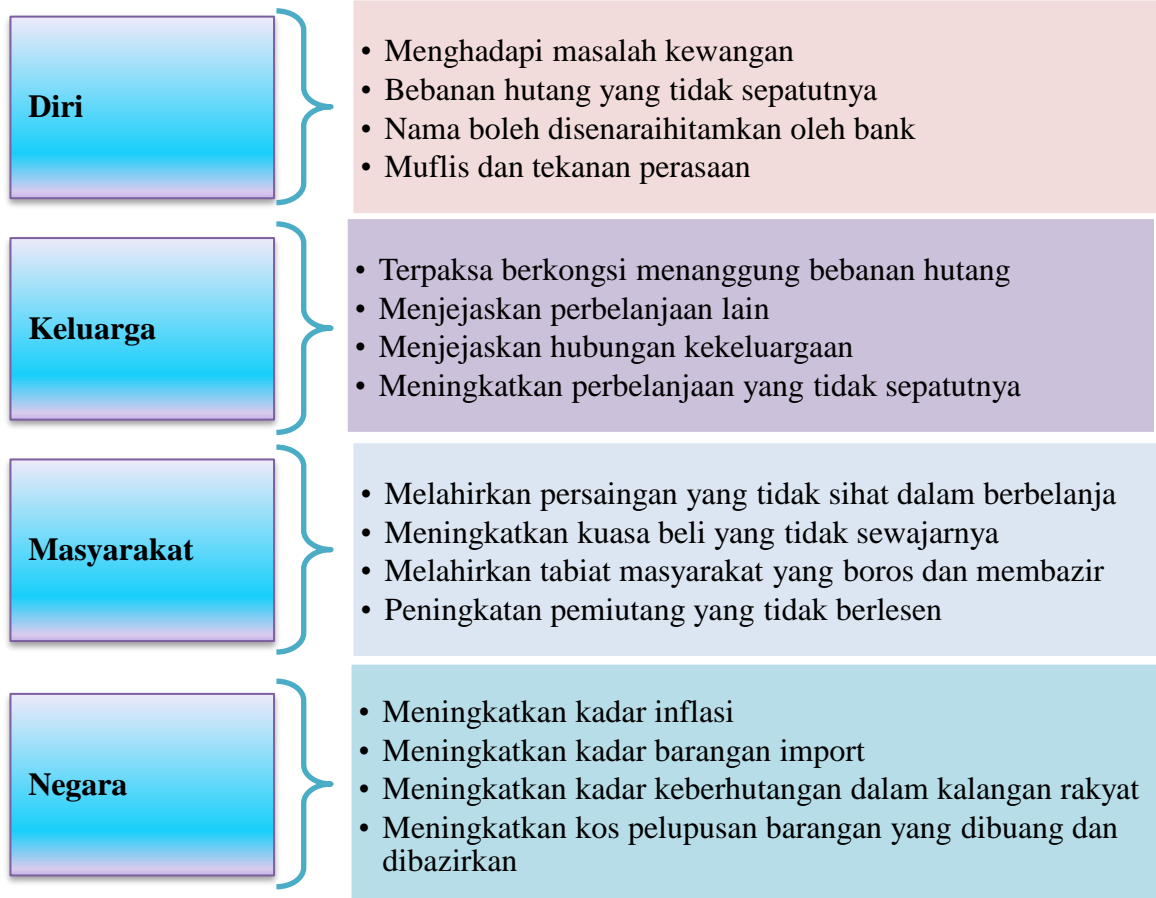 Diri
• Menghadapi masalah kewangan
• Bebanan hutang yang tidak sepatutnya
• Nama boleh disenaraihitamkan oleh bank
• Muflis dan tekanan perasaan
Keluarga
• Terpaksa berkongsi menanggung bebanan hutang
• Menjejaskan perbelanjaan lain
• Menjejaskan hubungan kekeluargaan
• Meningkatkan perbelanjaan yang tidak sepatutnya
Masyarakat
• Melahirkan persaingan yang tidak sihat dalam berbelanja
• Meningkatkan kuasa beli yang tidak sewajarnya
• Melahirkan tabiat masyarakat yang boros dan membazir
• Peningkatan pemiutang yang tidak berlesen
Negara
• Meningkatkan kadar inflasi
• Meningkatkan kadar barangan import
• Meningkatkan kadar keberhutangan dalam kalangan rakyat
• Meningkatkan kos pelupusan barangan yang dibuang dan
dibazirkan